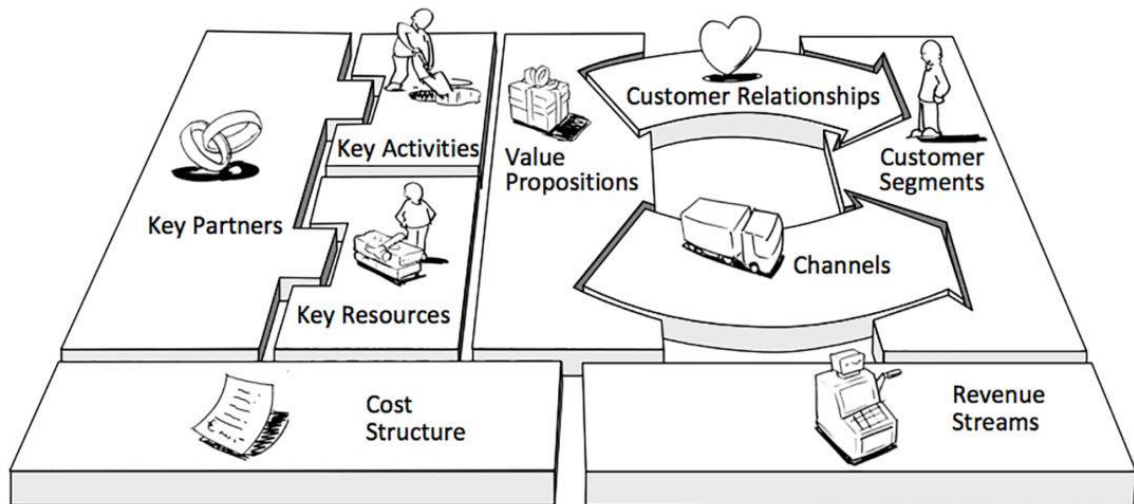 Key Partners
Key Activities
Key Resources
Value
Propositions
Customer Relationships
Channels
Customer
Segments
Cost
Structure
Revenue
Streams